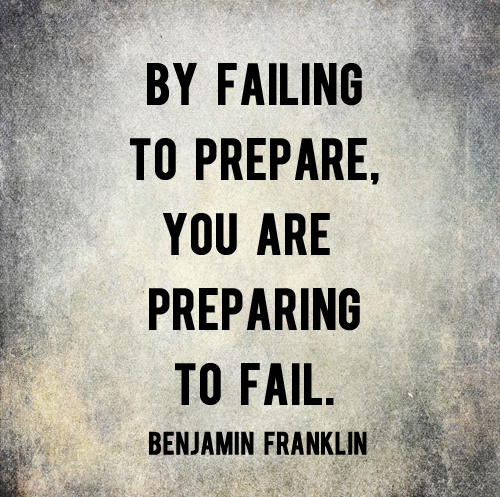 BY FAILING
TO PREPARE,
YOU ARE
PREPARING
TO FAIL.
BENJAMIN FRANKLIN